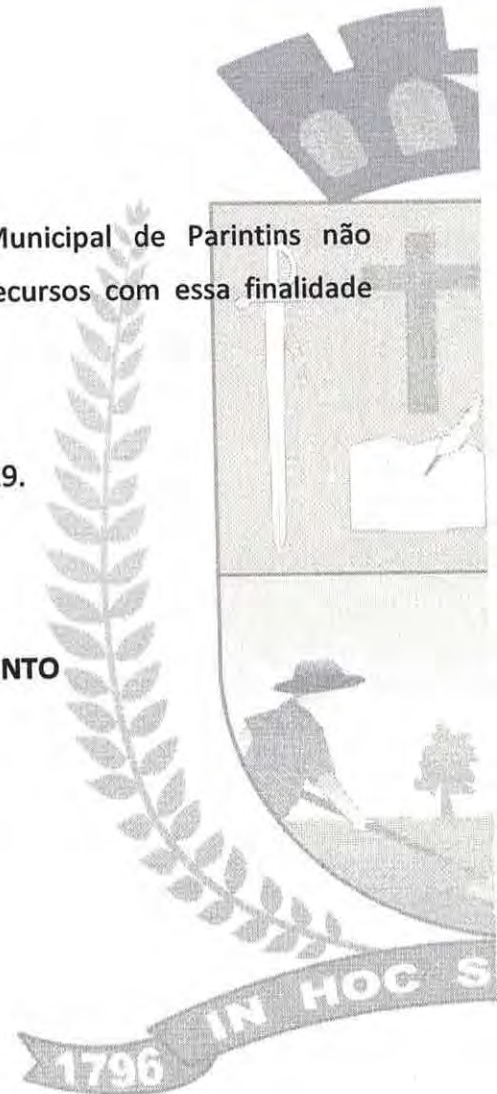 Municipal de Parintins não
ecursos com essa finalidade
9.
NTO
IN HOC S
1796